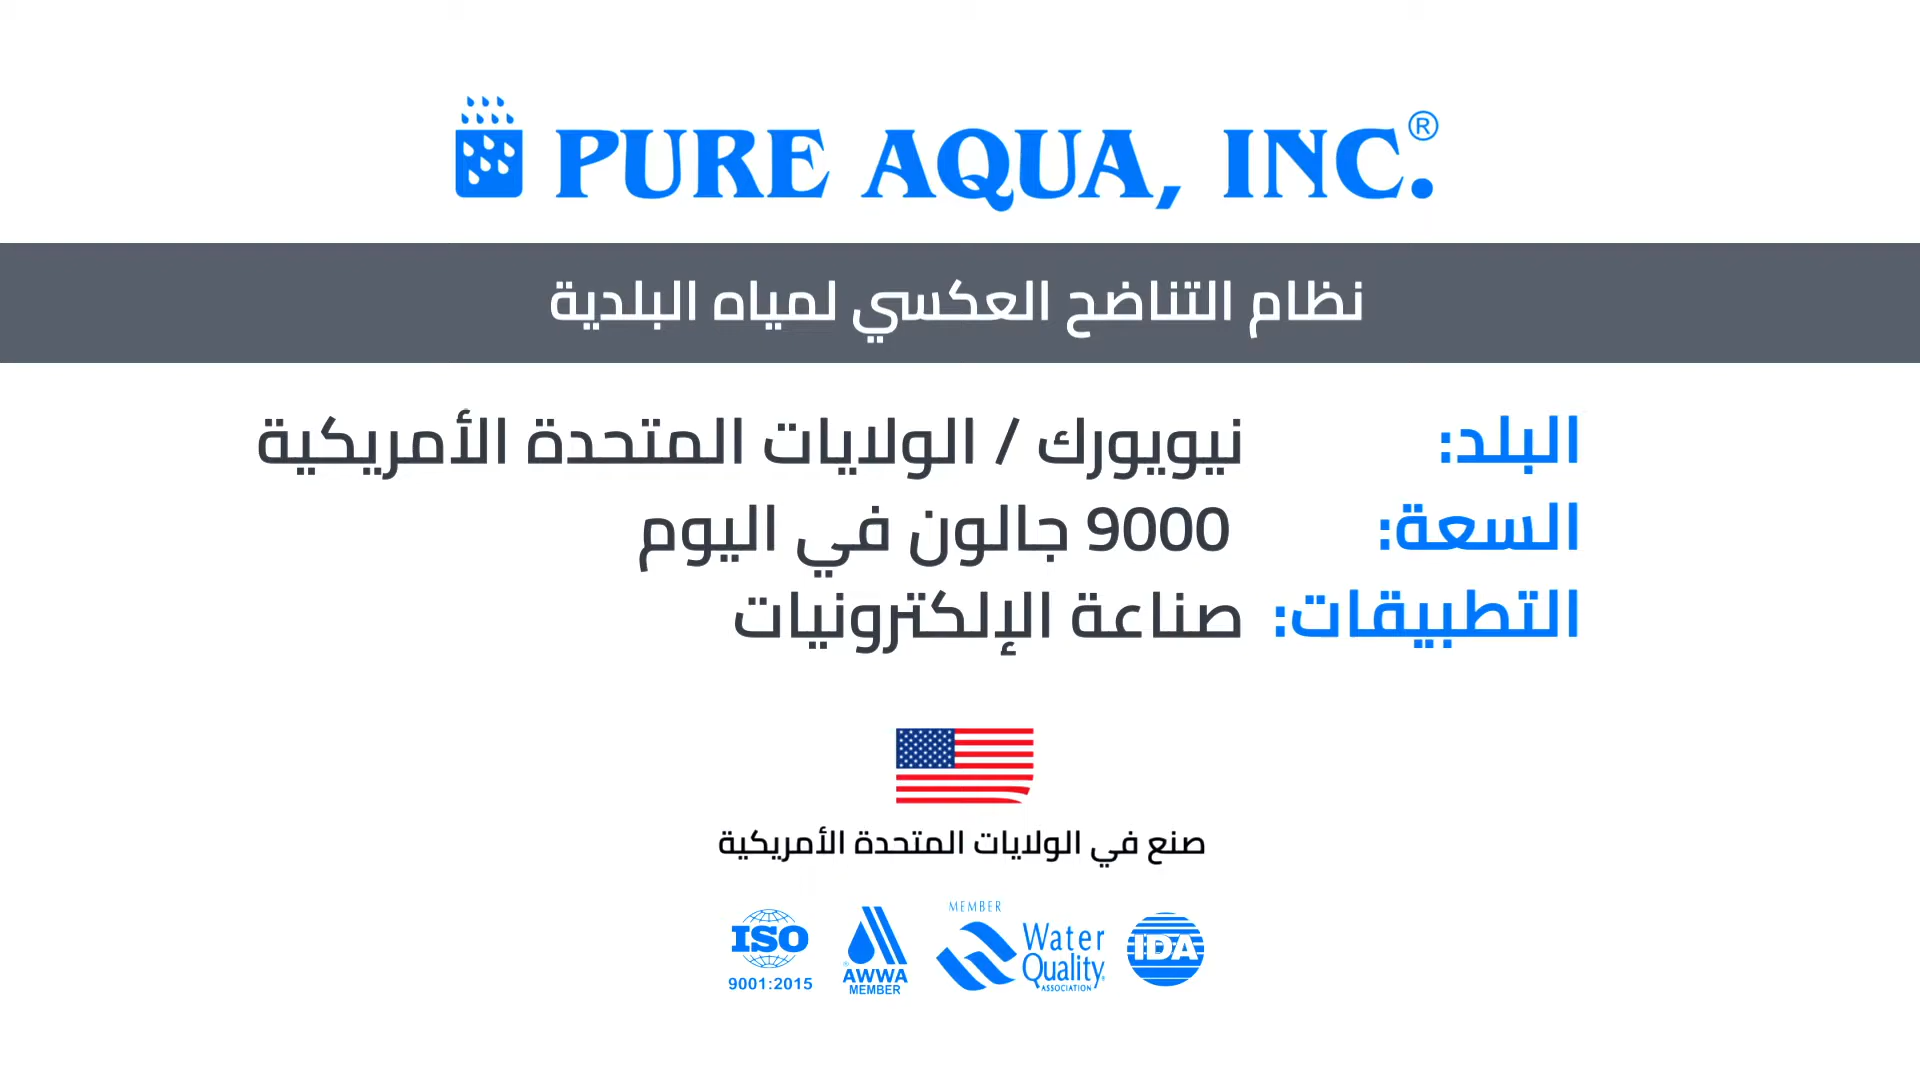 PURE AQUA, INC.®
نظام التناضح العكسي لمياه البلدية
البلد: نيويورك / الولايات المتحدة الأمريكية
السعة: 9000 جالون في اليوم
التطبيقات: صناعة الإلكترونيات
صنع في الولايات المتحدة الأمريكية
ISO
9001:2015
AWWA
MEMBER
MEMBER
Water
Quality
ASSOCIATION
IDA